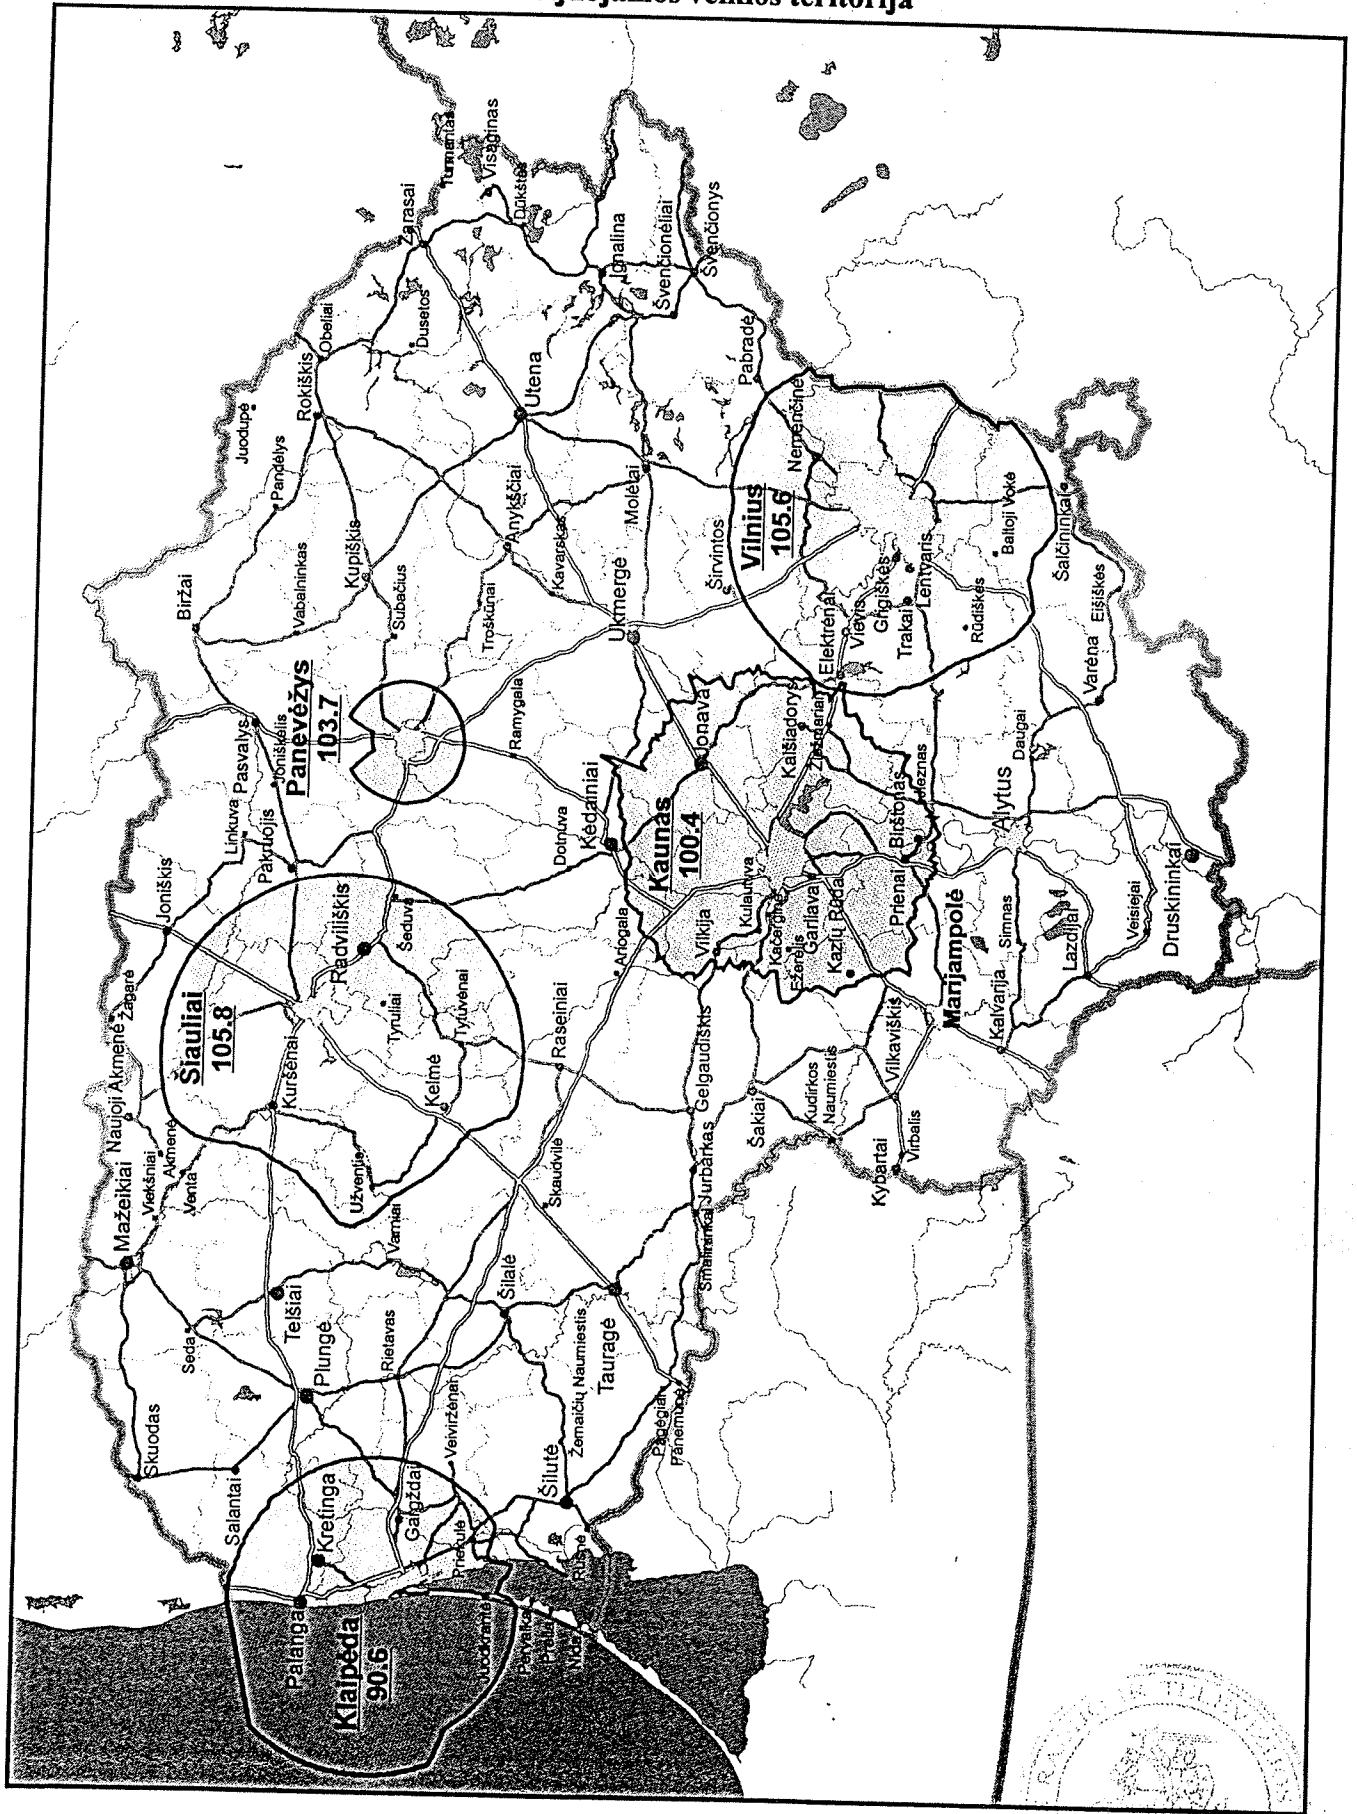 veiklos teritorija
Skuodas
Mažeikiai
Naujoji Akmenė
Žagarė
Joniškis
Viekšniai
Akmenė
Venta
Seda
Salantai
Telšiai
Plungė
Kretinga
Palanga
Klaipėda
90.6
Gargždai
Priekulė
Veiviržėnai
Rietavas
Varniai
Užventis
Kuršėnai
Šiauliai
105.8
Radviliškis
Šeduva
Tyruliai
Tytuvėnai
Kelmė
Linkuva
Pakruojis
Joniškėlis
Pasvalys
Biržai
Panevėžys
103.7
Vabalninkas
Pandėlys
Juodupė
Rokiškis
Obeliai
Kupiškis
Subačius
Dusetos
Zarasai
Turmantas
Visaginas
Dūkštas
Ignalina
Švenčionėliai
Švenčionys
Utena
Anykščiai
Troškūnai
Kavarskas
Ramygala
Molėtai
Ukmergė
Širvintos
Pabradė
Nemenčinė
Vilnius
105.6
Elektrėnai
Vievis
Grigiškės
Lentvaris
Trakai
Rūdiškės
Baltoji Vokė
Šalčininkai
Eišiškės
Varėna
Daugai
Alytus
Simnas
Lazdijai
Veisiejai
Druskininkai
Kalvarija
Marijampolė
Vilkaviškis
Virbalis
Kybartai
Kudirkos
Naumiestis
Šakiai
Gelgaudiškis
Jurbarkas
Smalininkai
Raseiniai
Ariogala
Skaudvilė
Šilalė
Tauragė
Žemaičių Naumiestis
Šilutė
Pagėgiai
Panemunė
Rusnė
Juodkrantė
Pervalka
Preila
Nida
Dotnuva
Kėdainiai
Kaunas
100.4
Jonava
Vilkija
Kulautuva
Kačerginė
Ežerėlis
Garliava
Kazlų Rūda
Prienai
Birštonas
Jieznas
Kaišiadorys
Žiežmariai